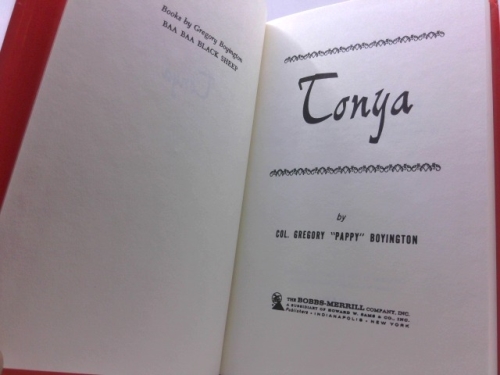 Books by Gregory Boyington
BAA BAA BLACK SHEEP
Tonya
by
COL. GREGORY "PAPPY" BOYINGTON
THE BOBBS-MERRILL COMPANY, INC.
A SUBSIDIARY OF HOWARD W. SAMS & CO., INC.
Publishers • INDIANAPOLIS • NEW YORK